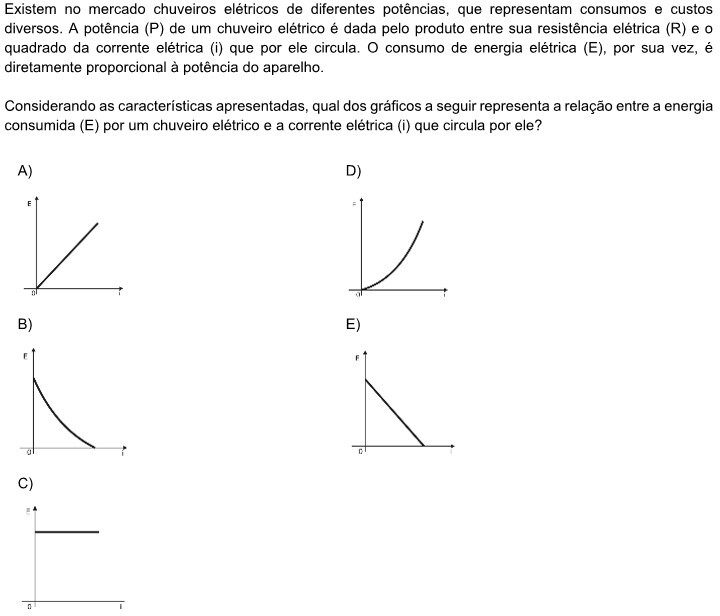 Existem no mercado chuveiros elétricos de diferentes potências, que representam consumos e custos
diversos. A potência (P) de um chuveiro elétrico é dada pelo produto entre sua resistência elétrica (R) e o
quadrado da corrente elétrica (i) que por ele circula. O consumo de energia elétrica (E), por sua vez, é
diretamente proporcional à potência do aparelho.
Considerando as características apresentadas, qual dos gráficos a seguir representa a relação entre a energia
consumida (E) por um chuveiro elétrico e a corrente elétrica (i) que circula por ele?
A)
E
0
i
B)
E
0
i
C)
0
i
D)
0
i
E)
0